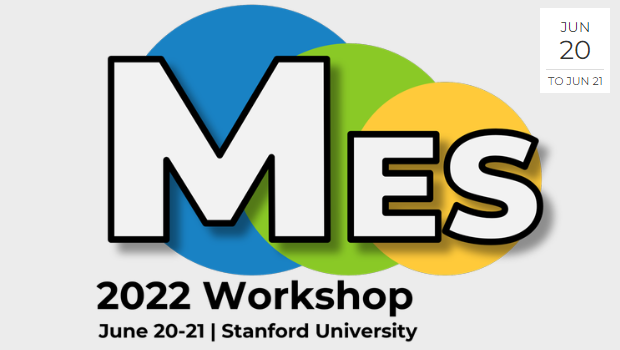 JUN
20
TO JUN 21
MES
2022 Workshop
June 20-21 | Stanford University